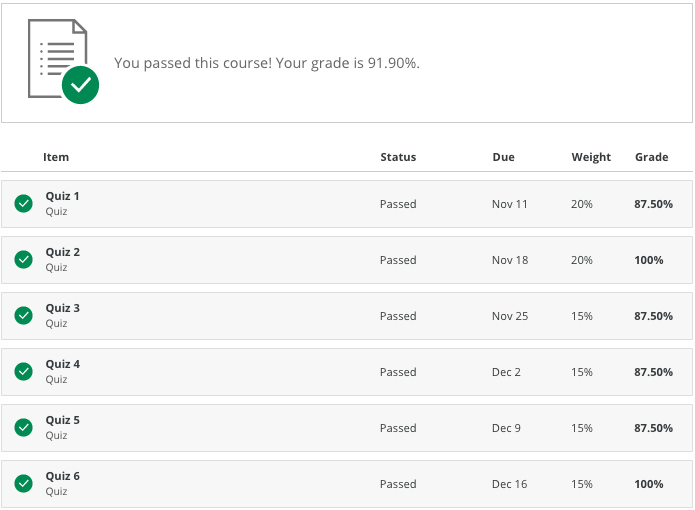 You passed this course! Your grade is 91.90%.
Item Status Due Weight Grade
Quiz 1
Quiz
Passed Nov 11 20% 87.50%
Quiz 2
Quiz
Passed Nov 18 20% 100%
Quiz 3
Quiz
Passed Nov 25 15% 87.50%
Quiz 4
Quiz
Passed Dec 2 15% 87.50%
Quiz 5
Quiz
Passed Dec 9 15% 87.50%
Quiz 6
Quiz
Passed Dec 16 15% 100%